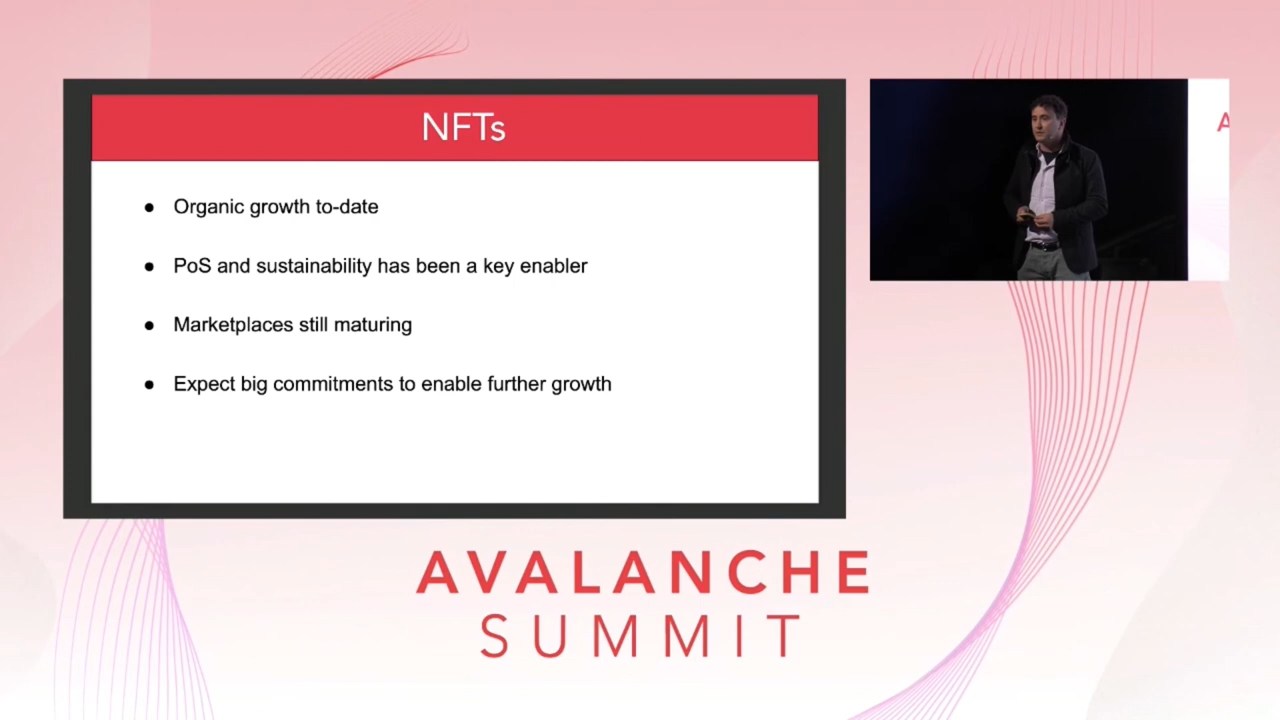 NFTs
● Organic growth to-date
● PoS and sustainability has been a key enabler
● Marketplaces still maturing
● Expect big commitments to enable further growth
A
AVALANCHE
SUMMIT